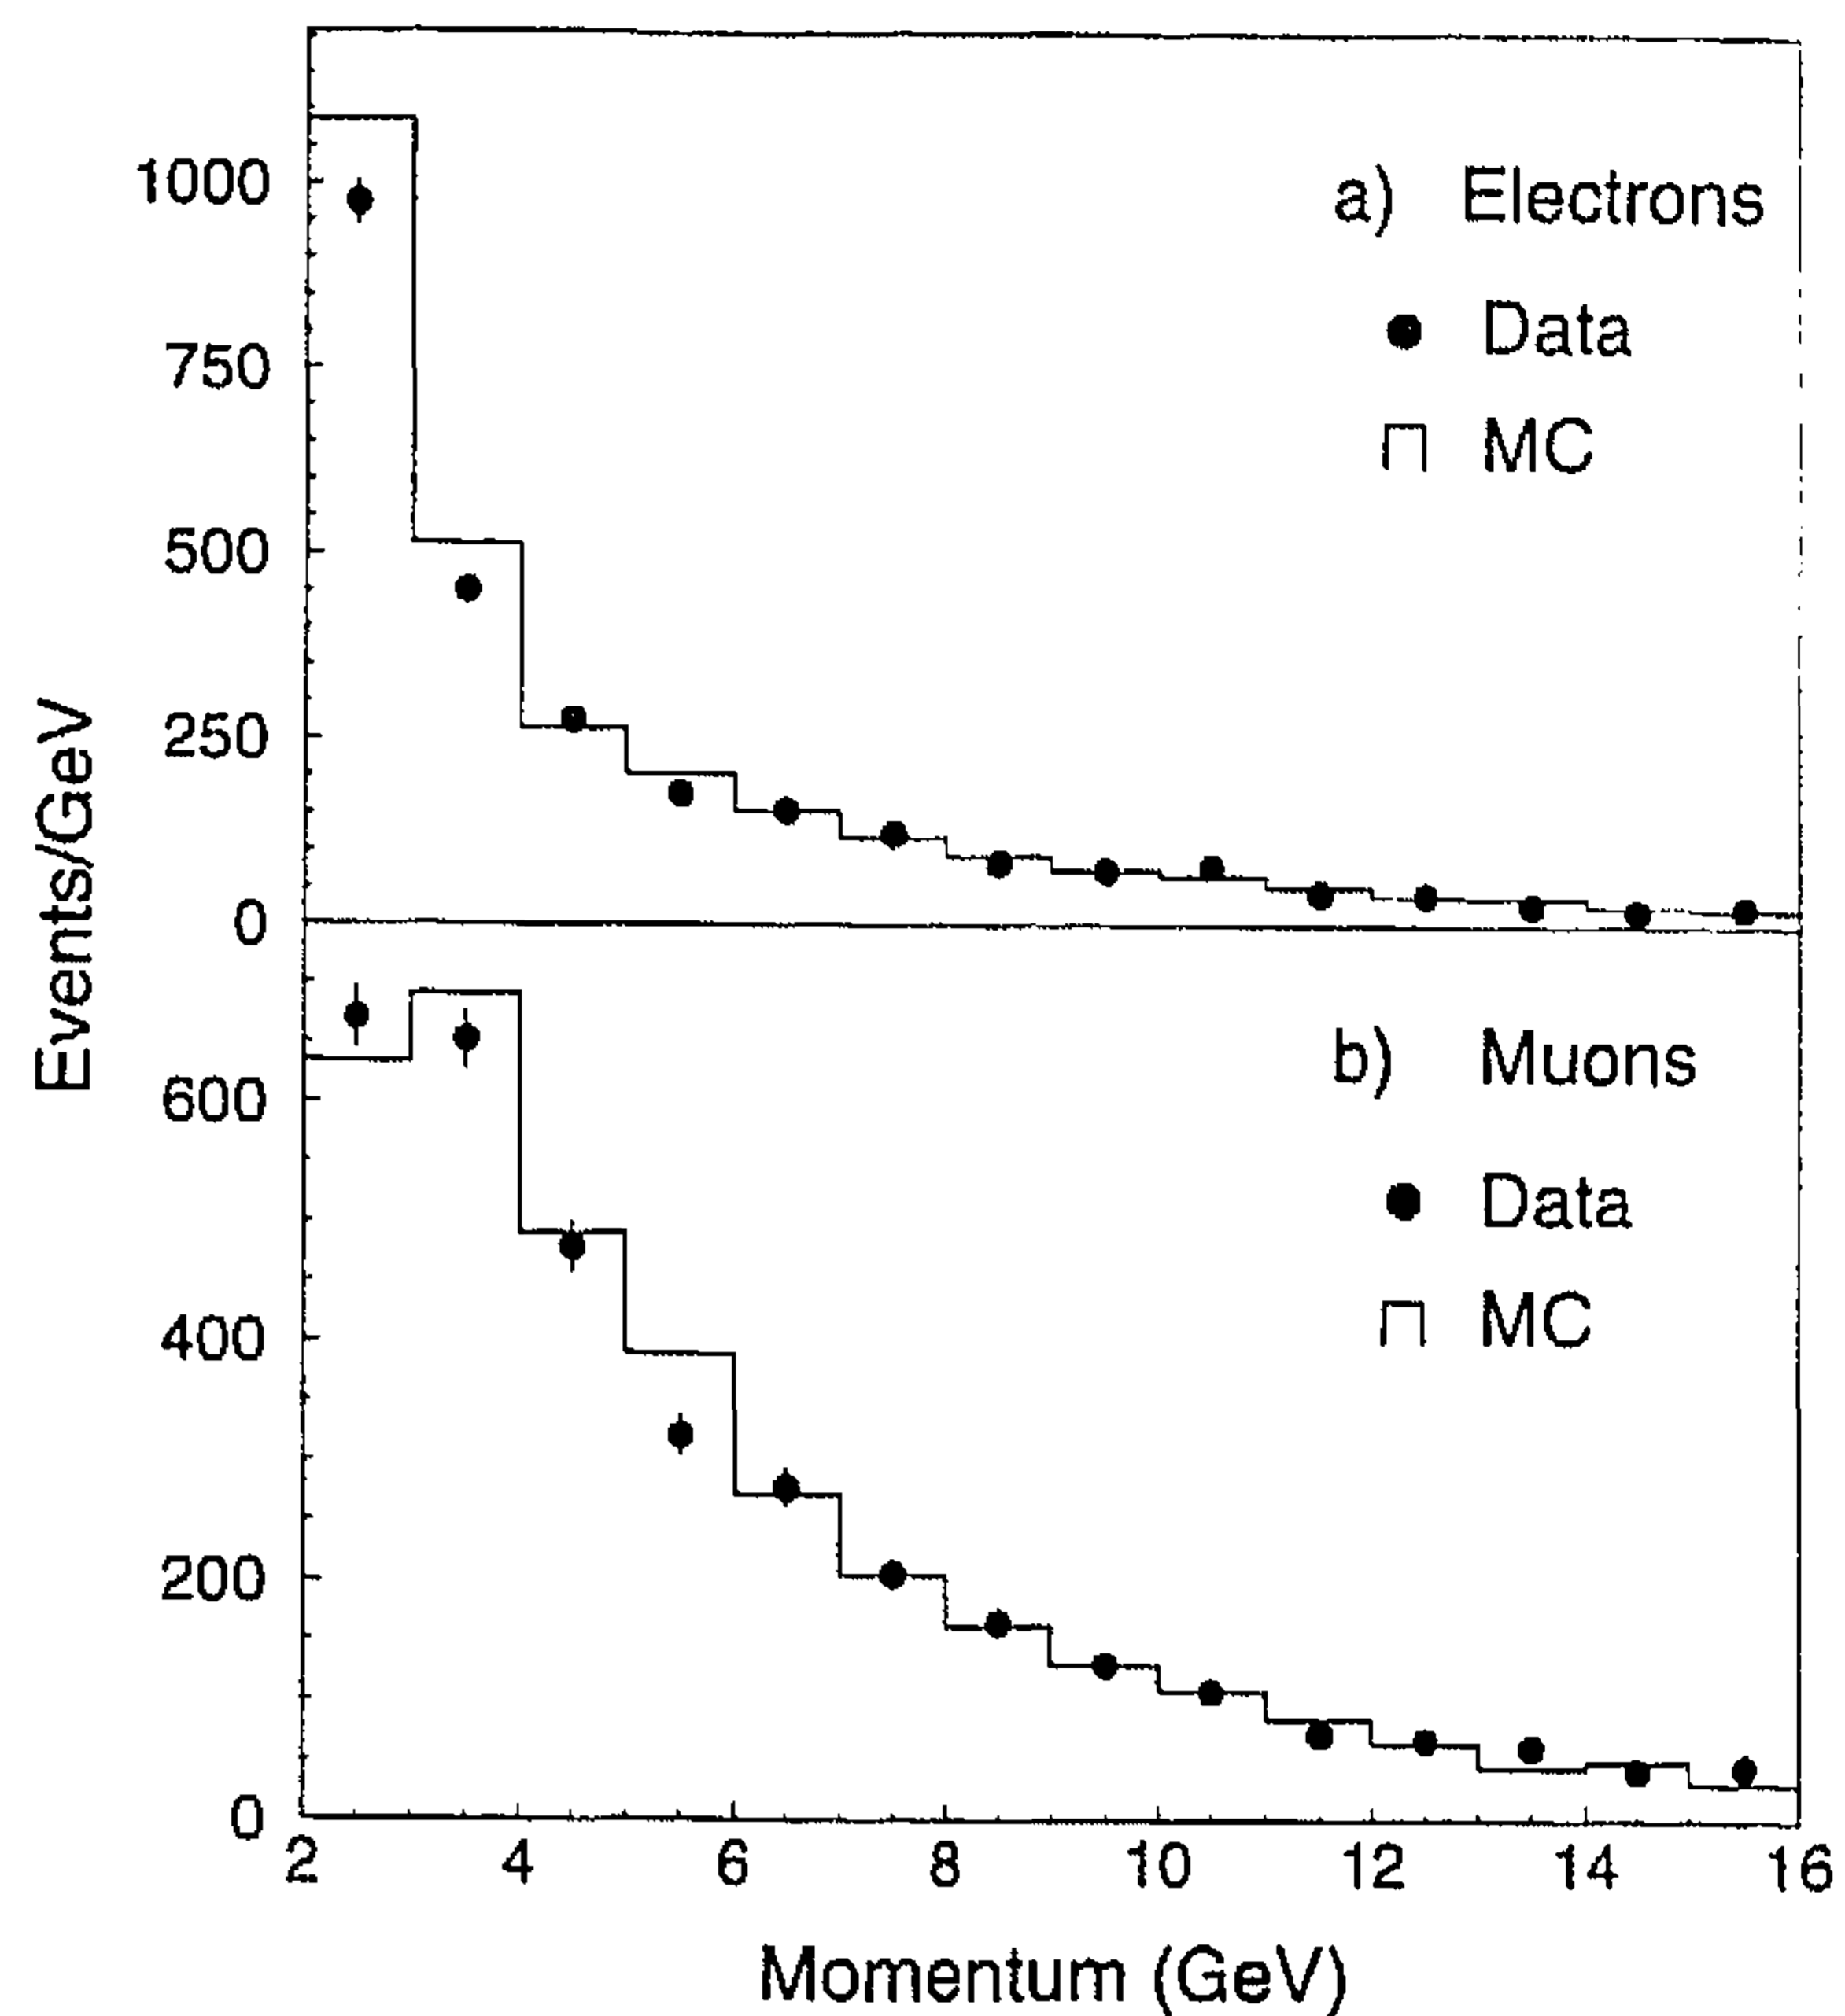 1000
a) Electrons
Data
750
MC
500
250
0
Events/GeV
b) Muons
600
Data
400
MC
200
0
2 4 6 8 10 12 14 16
Momentum (GeV)